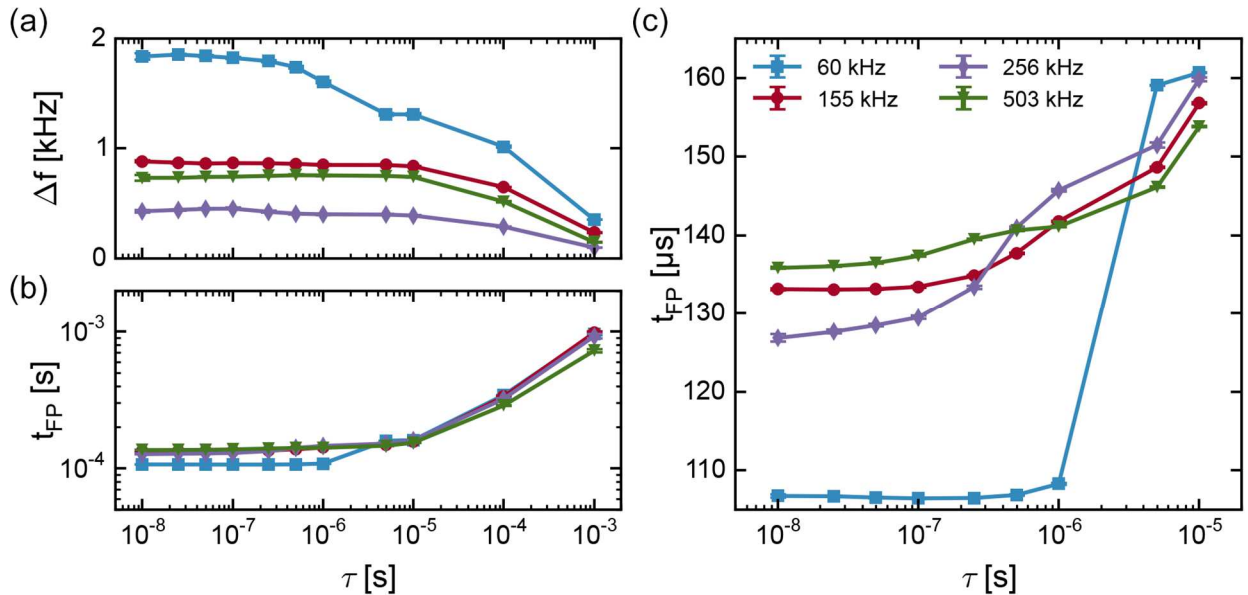 (a)
2
1
0
Δf [kHz]
(b)
10⁻³
10⁻⁴
t_FP [s]
10⁻⁸ 10⁻⁷ 10⁻⁶ 10⁻⁵ 10⁻⁴ 10⁻³
τ [s]
(c)
60 kHz 256 kHz
155 kHz 503 kHz
160
150
140
130
120
110
t_FP [µs]
10⁻⁸ 10⁻⁷ 10⁻⁶ 10⁻⁵
τ [s]